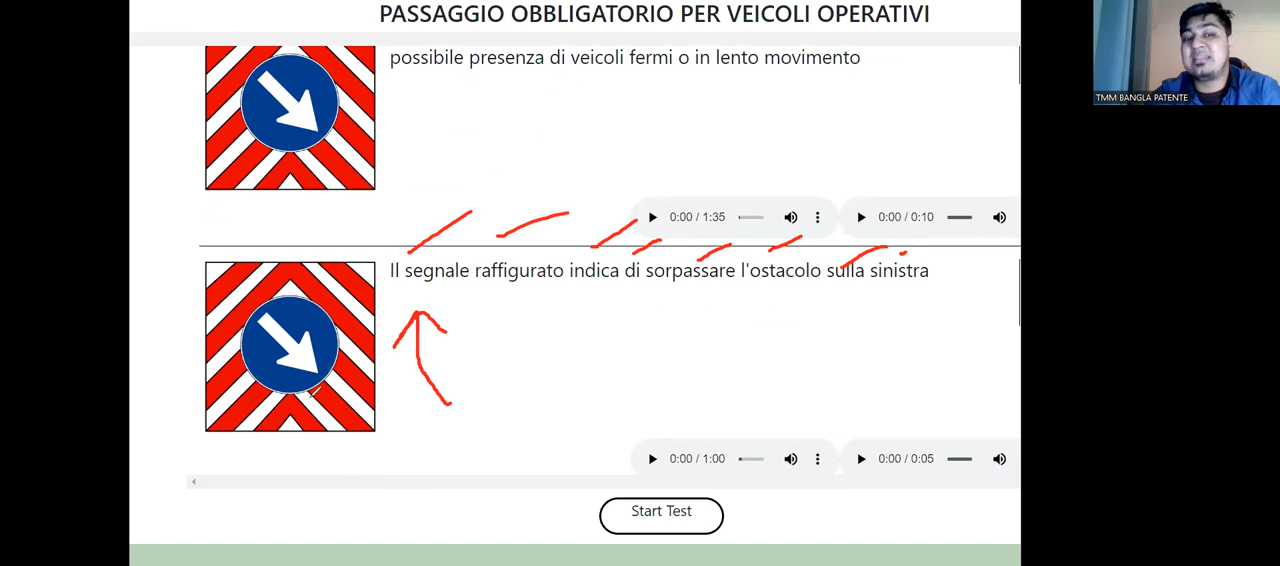 PASSAGGIO OBBLIGATORIO PER VEICOLI OPERATIVI
possibile presenza di veicoli fermi o in lento movimento
TMM BANGLA PATENTE
0:00 / 1:35
0:00 / 0:10
Il segnale raffigurato indica di sorpassare l'ostacolo sulla sinistra
0:00 / 1:00
0:00 / 0:05
Start Test